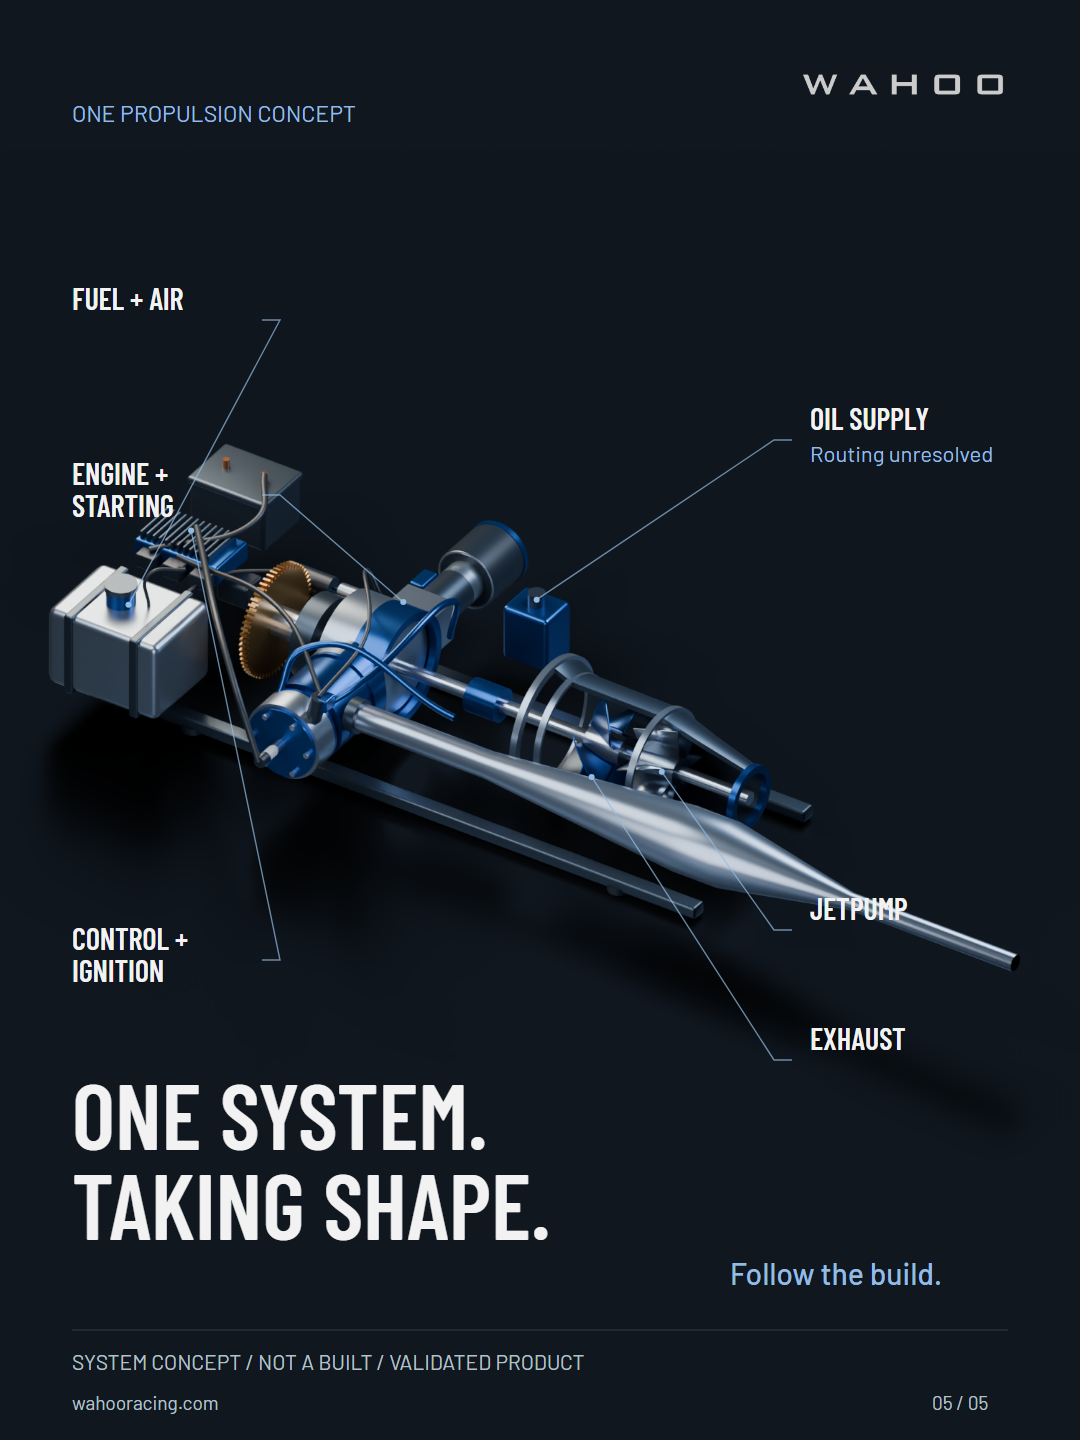 WAHOO
ONE PROPULSION CONCEPT
FUEL + AIR
OIL SUPPLY
Routing unresolved
ENGINE +
STARTING
JETPUMP
CONTROL +
IGNITION
EXHAUST
ONE SYSTEM.
TAKING SHAPE.
Follow the build.
SYSTEM CONCEPT / NOT A BUILT / VALIDATED PRODUCT
wahooracing.com
05 / 05